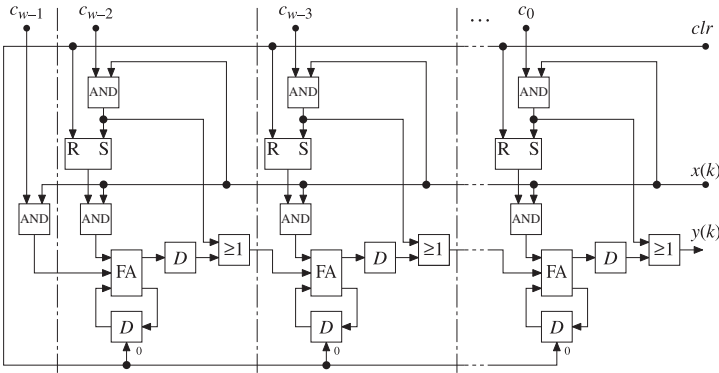 c_{w–1} c_{w–2} c_{w–3} ... c_0
clr
AND AND AND
R S R S R S
x(k)
AND AND AND AND
y(k)
FA D ≥1 FA D ≥1 FA D ≥1
D D D
0 0 0